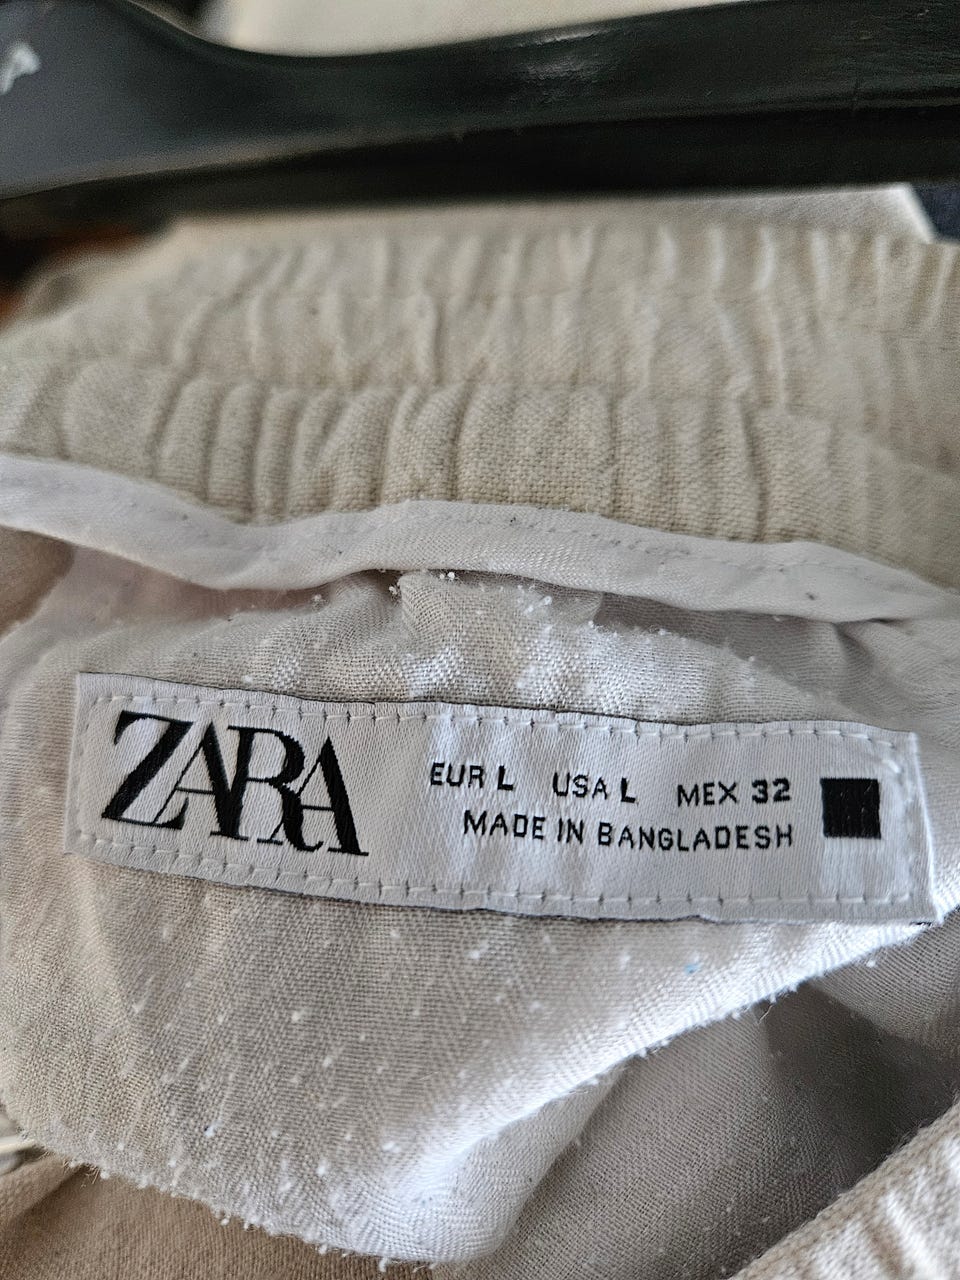 ZARA
EUR L USA L MEX 32
MADE IN BANGLADESH